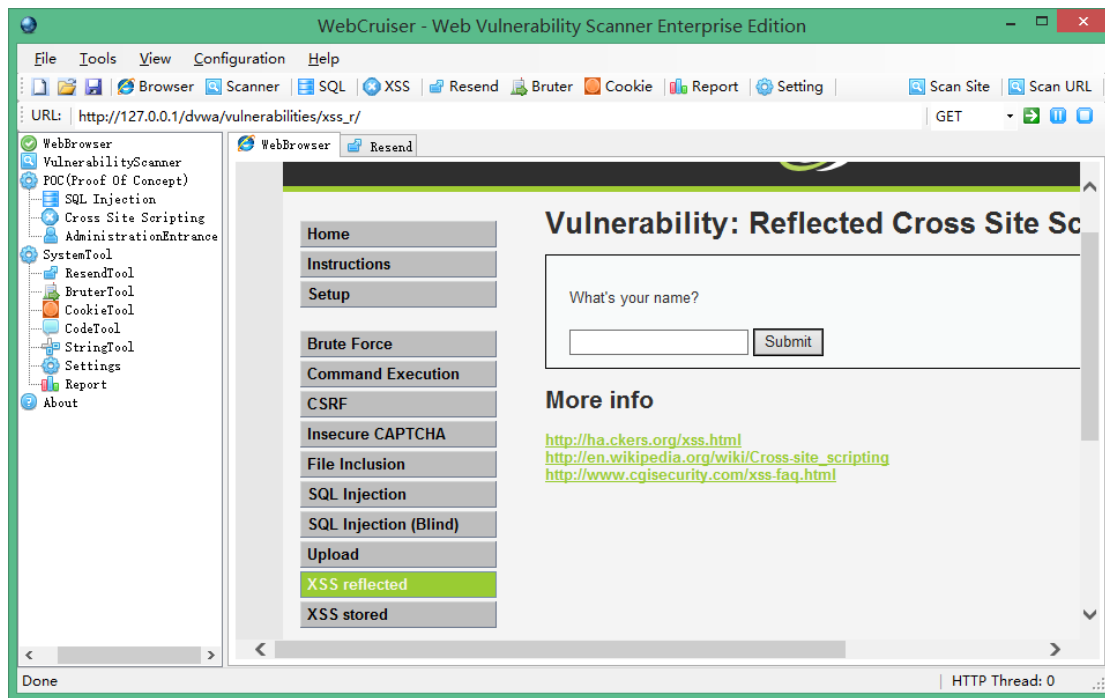 WebCruiser - Web Vulnerability Scanner Enterprise Edition
File Tools View Configuration Help
Browser Scanner SQL XSS Resend Bruter Cookie Report Setting Scan Site Scan URL
URL: http://127.0.0.1/dvwa/vulnerabilities/xss_r/ GET
WebBrowser
VulnerabilityScanner
POC(Proof Of Concept)
SQL Injection
Cross Site Scripting
AdministrationEntrance
SystemTool
ResendTool
BruterTool
CookieTool
CodeTool
StringTool
Settings
Report
About
WebBrowser Resend
Home
Instructions
Setup
Brute Force
Command Execution
CSRF
Insecure CAPTCHA
File Inclusion
SQL Injection
SQL Injection (Blind)
Upload
XSS reflected
XSS stored
Vulnerability: Reflected Cross Site Sc
What's your name?
Submit
More info
http://ha.ckers.org/xss.html
http://en.wikipedia.org/wiki/Cross-site_scripting
http://www.cgisecurity.com/xss-faq.html
Done HTTP Thread: 0